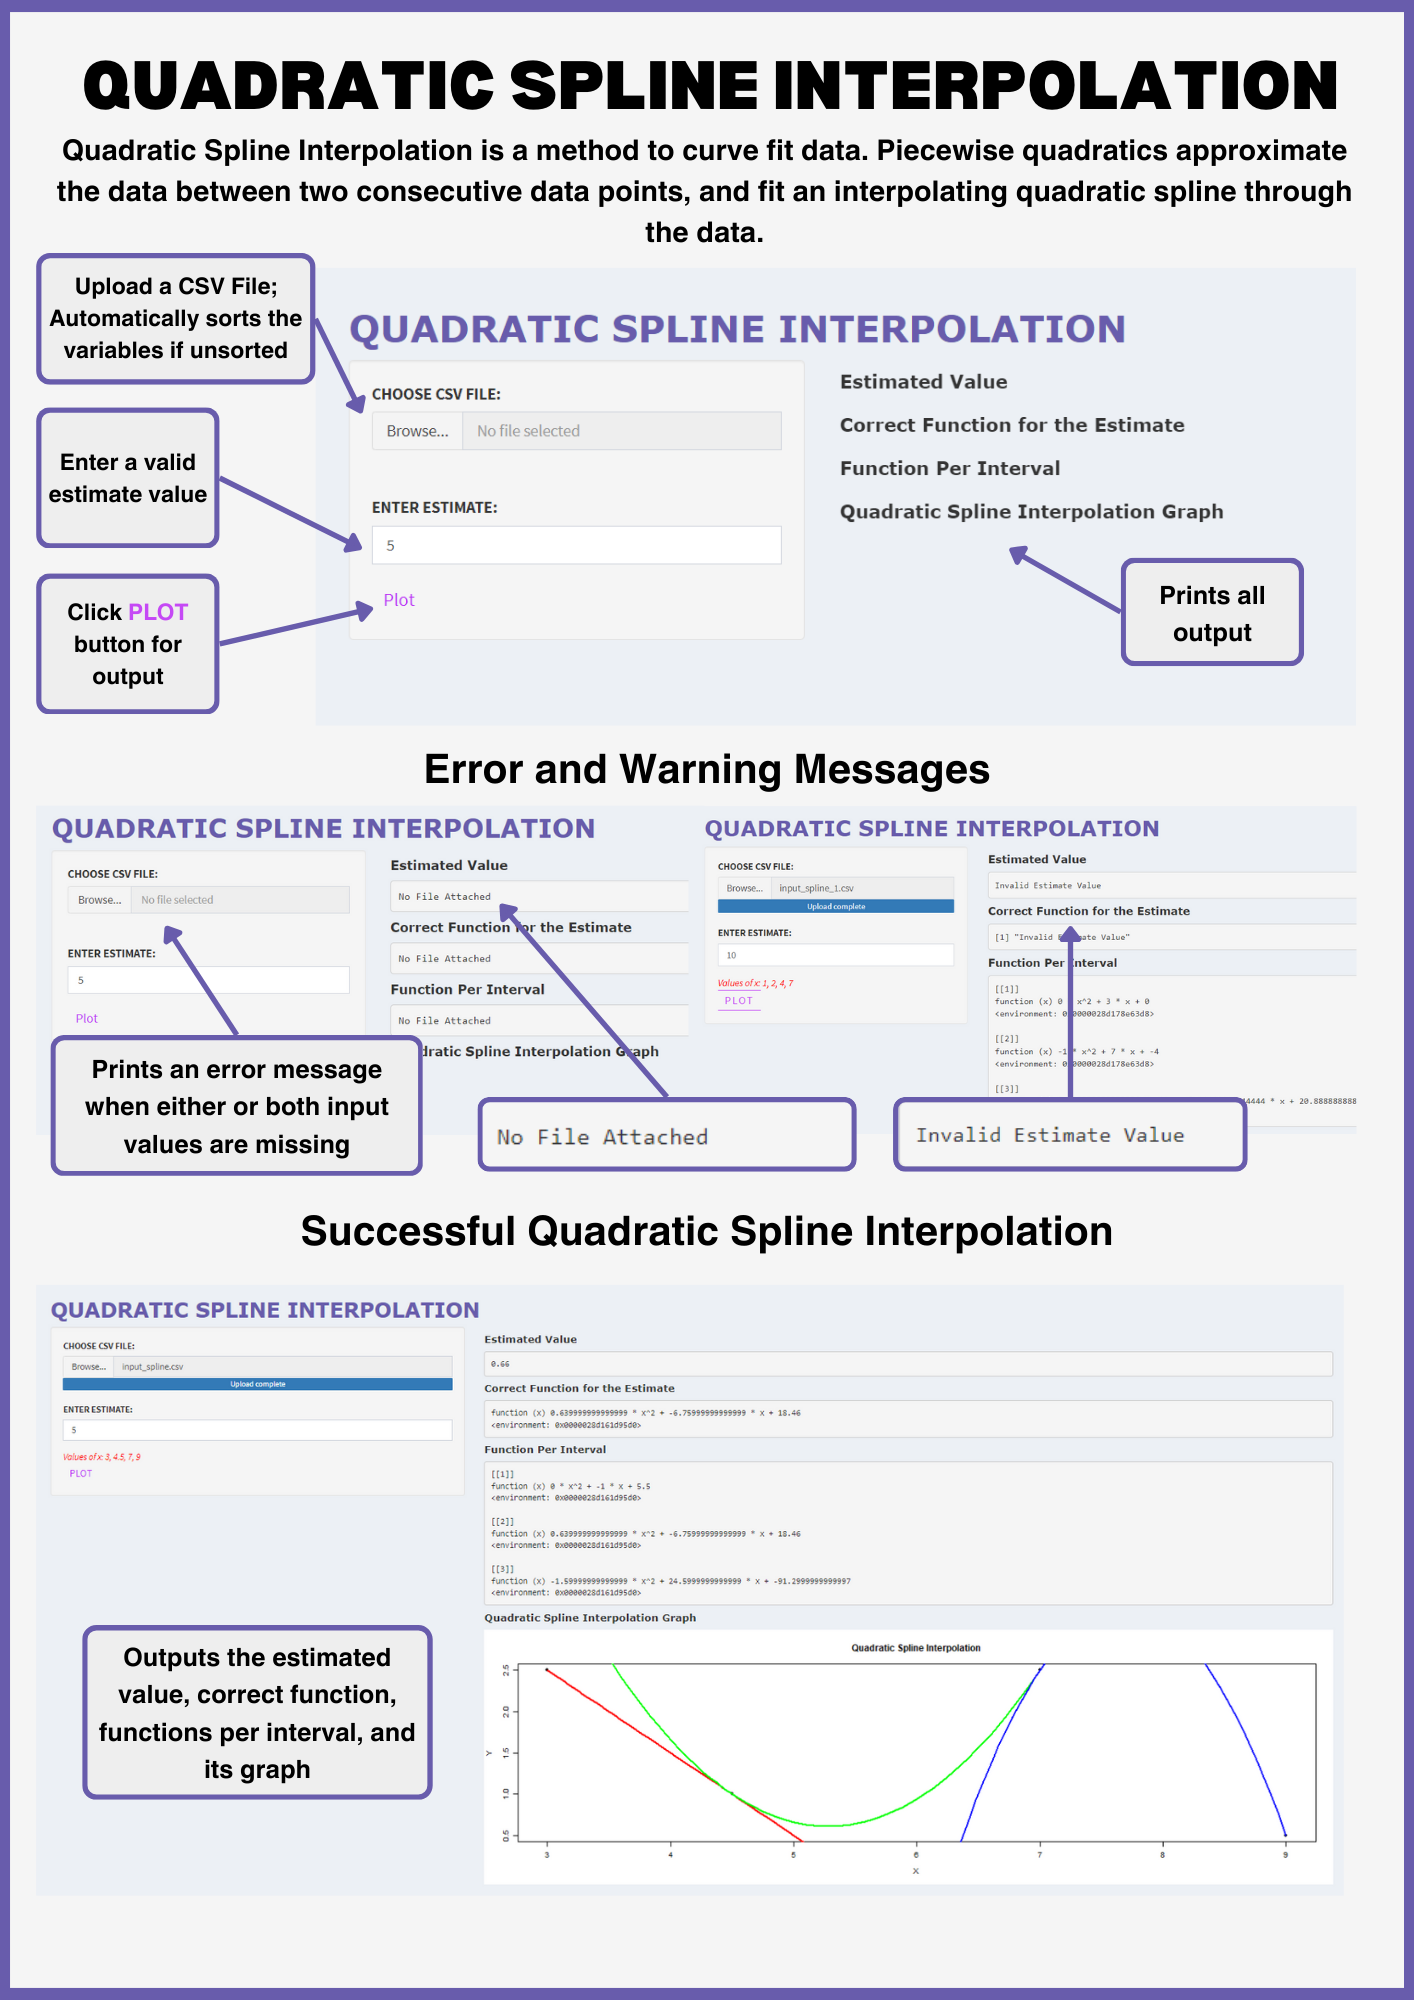 QUADRATIC SPLINE INTERPOLATION
Quadratic Spline Interpolation is a method to curve fit data. Piecewise quadratics approximate
the data between two consecutive data points, and fit an interpolating quadratic spline through
the data.
Upload a CSV File;
Automatically sorts the
variables if unsorted
Enter a valid
estimate value
Click PLOT
button for
output
QUADRATIC SPLINE INTERPOLATION
CHOOSE CSV FILE:
Browse... No file selected
ENTER ESTIMATE:
5
Plot
Estimated Value
Correct Function for the Estimate
Function Per Interval
Quadratic Spline Interpolation Graph
Prints all
output
Error and Warning Messages
QUADRATIC SPLINE INTERPOLATION
CHOOSE CSV FILE:
Browse... No file selected
ENTER ESTIMATE:
5
Plot
Estimated Value
No File Attached
Correct Function for the Estimate
No File Attached
Function Per Interval
No File Attached
dratic Spline Interpolation Graph
Prints an error message
when either or both input
values are missing
No File Attached
QUADRATIC SPLINE INTERPOLATION
CHOOSE CSV FILE:
Browse... input_spline_1.csv
Upload complete
ENTER ESTIMATE:
10
Values of x: 1, 2, 4, 7
PLOT
Estimated Value
Invalid Estimate Value
Correct Function for the Estimate
[1] "Invalid Estimate Value"
Function Per Interval
[[1]]
function (x) 0 * x^2 + 3 * x + 0
<environment: 0x0000028d178e63d8>
[[2]]
function (x) -1 * x^2 + 7 * x + -4
<environment: 0x0000028d178e63d8>
[[3]]
44444 * x + 20.888888888
Invalid Estimate Value
Successful Quadratic Spline Interpolation
QUADRATIC SPLINE INTERPOLATION
CHOOSE CSV FILE:
Browse... input_spline.csv
Upload complete
ENTER ESTIMATE:
5
Values of x: 3, 4.5, 7, 9
PLOT
Estimated Value
0.66
Correct Function for the Estimate
function (x) 0.639999999999999 * x^2 + -6.75999999999999 * x + 18.46
<environment: 0x0000028d161d95d0>
Function Per Interval
[[1]]
function (x) 0 * x^2 + -1 * x + 5.5
<environment: 0x0000028d161d95d0>
[[2]]
function (x) 0.639999999999999 * x^2 + -6.75999999999999 * x + 18.46
<environment: 0x0000028d161d95d0>
[[3]]
function (x) -1.59999999999999 * x^2 + 24.5999999999999 * x + -91.2999999999997
<environment: 0x0000028d161d95d0>
Quadratic Spline Interpolation Graph
Outputs the estimated
value, correct function,
functions per interval, and
its graph
Quadratic Spline Interpolation
2.5
2.0
1.5
1.0
0.5
Y
3 4 5 6 7 8 9
X